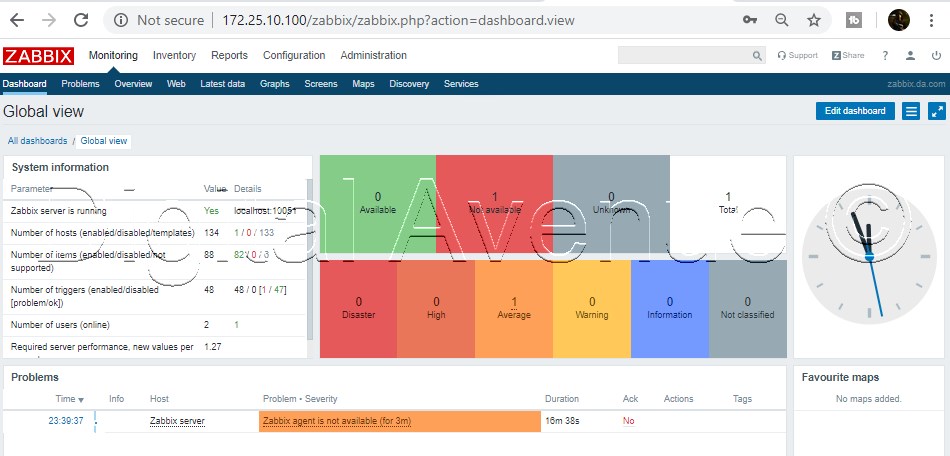 Not secure | 172.25.10.100/zabbix/zabbix.php?action=dashboard.view
ZABBIX Monitoring Inventory Reports Configuration Administration Support Z Share ?
Dashboard Problems Overview Web Latest data Graphs Screens Maps Discovery Services zabbix.da.com
Global view Edit dashboard
All dashboards / Global view
System information
Parameter Value Details
Zabbix server is running Yes localhost:10051
Number of hosts (enabled/disabled/templates) 134 1 / 0 / 133
Number of items (enabled/disabled/not supported) 88
Number of triggers (enabled/disabled [problem/ok]) 48 48 / 0 [1 / 47]
Number of users (online) 2 1
Required server performance, new values per 1.27
0 Available
1 Not available
0 Unknown
1 Total
0 Disaster
0 High
1 Average
0 Warning
0 Information
0 Not classified
Problems
Time Info Host Problem • Severity Duration Ack Actions Tags
23:39:37 Zabbix server Zabbix agent is not available (for 3m) 16m 38s No
Favourite maps
No maps added.